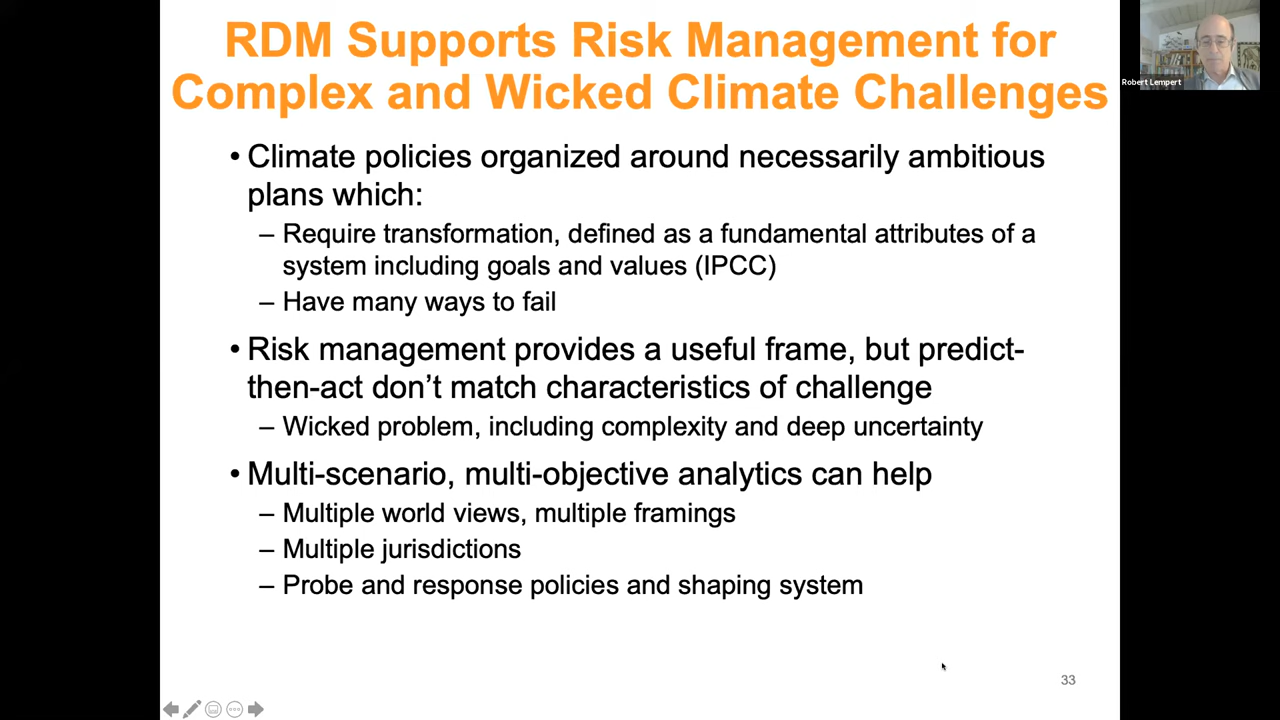 RDM Supports Risk Management for
Complex and Wicked Climate Challenges
Robert Lempert
• Climate policies organized around necessarily ambitious
plans which:
– Require transformation, defined as a fundamental attributes of a
system including goals and values (IPCC)
– Have many ways to fail
• Risk management provides a useful frame, but predict-
then-act don’t match characteristics of challenge
– Wicked problem, including complexity and deep uncertainty
• Multi-scenario, multi-objective analytics can help
– Multiple world views, multiple framings
– Multiple jurisdictions
– Probe and response policies and shaping system
33